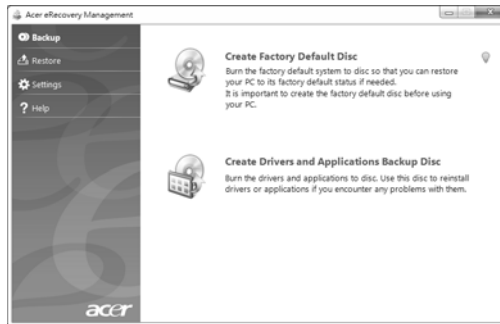 Acer eRecovery Management
Backup
Restore
Settings
Help
Create Factory Default Disc
Burn the factory default system to disc so that you can restore
your PC to its factory default status if needed.
It is important to create the factory default disc before using
your PC.
Create Drivers and Applications Backup Disc
Burn the drivers and applications to disc. Use this disc to reinstall
drivers or applications if you encounter any problems with them.
acer